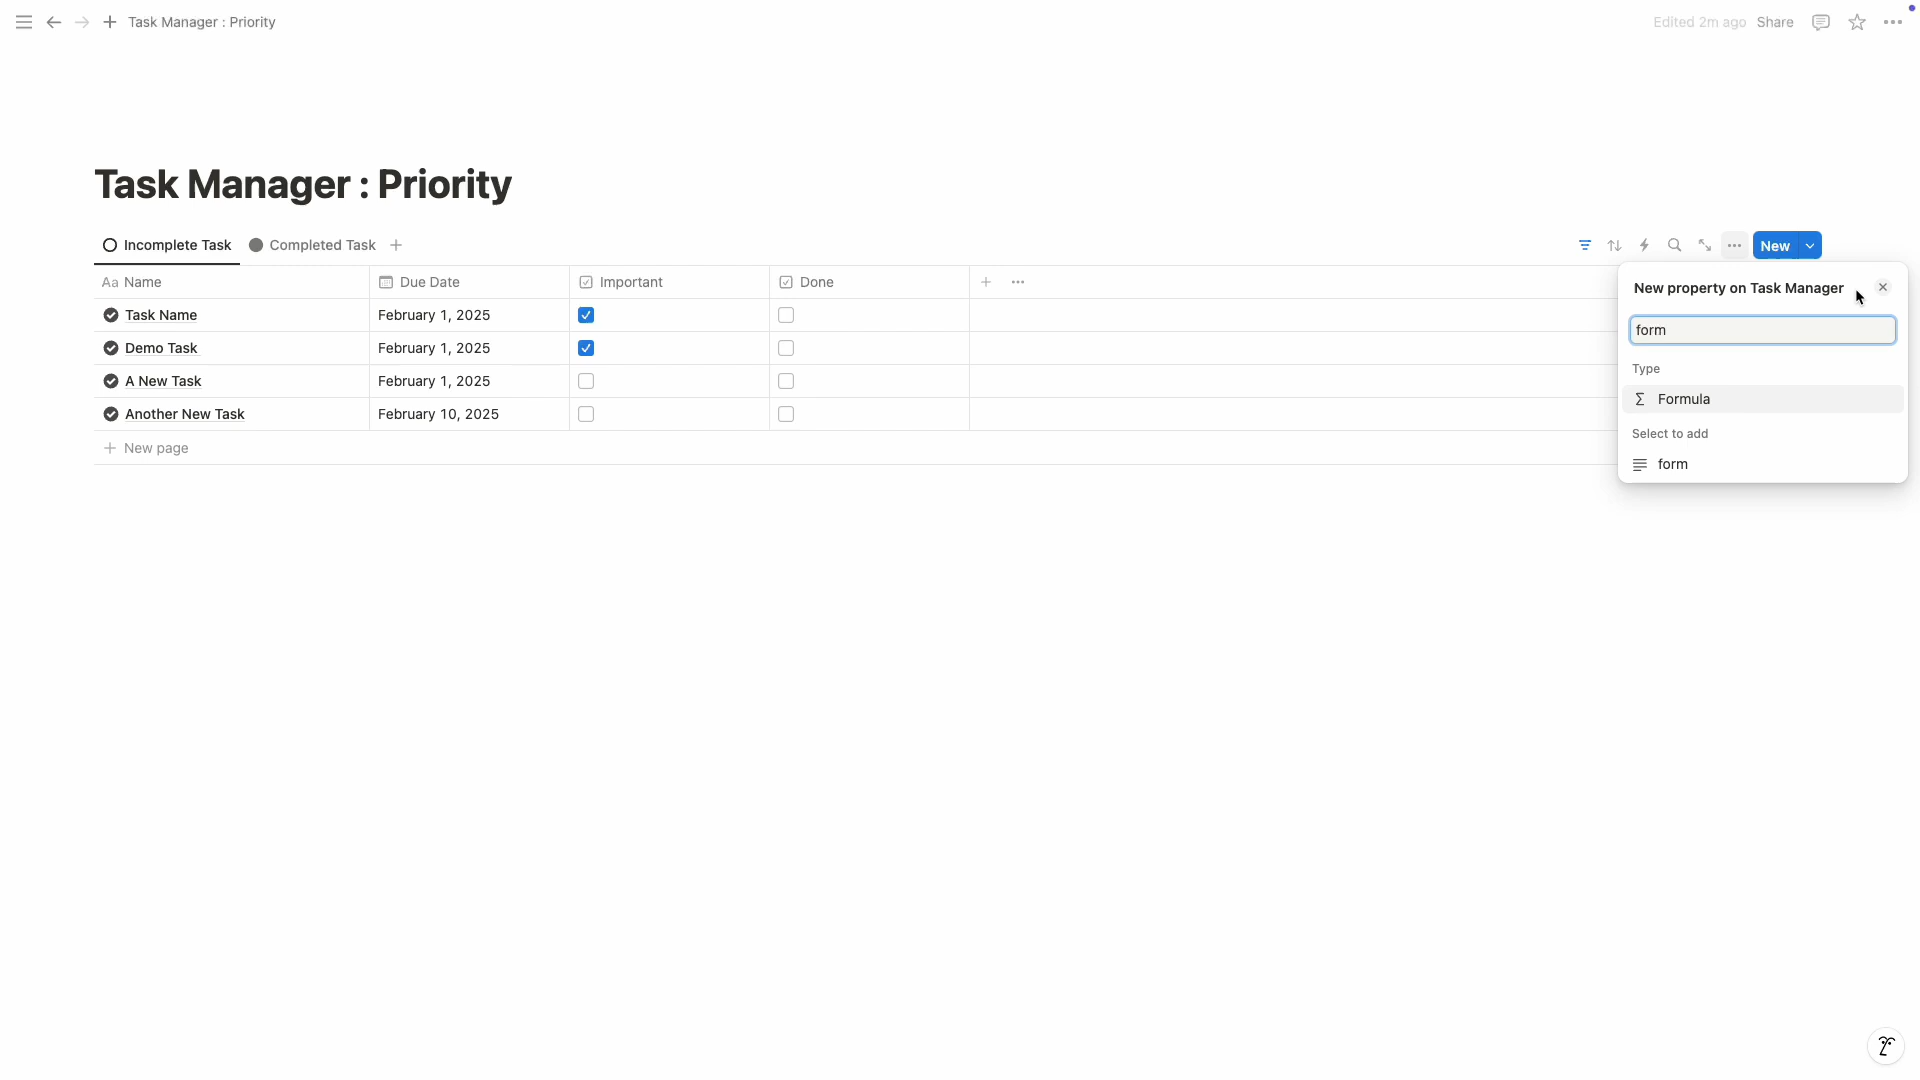 Task Manager : Priority
Edited 2m ago Share
Task Manager : Priority
Incomplete Task Completed Task
New
Aa Name Due Date Important Done
Task Name February 1, 2025
Demo Task February 1, 2025
A New Task February 1, 2025
Another New Task February 10, 2025
New page
New property on Task Manager
form
Type
Formula
Select to add
form